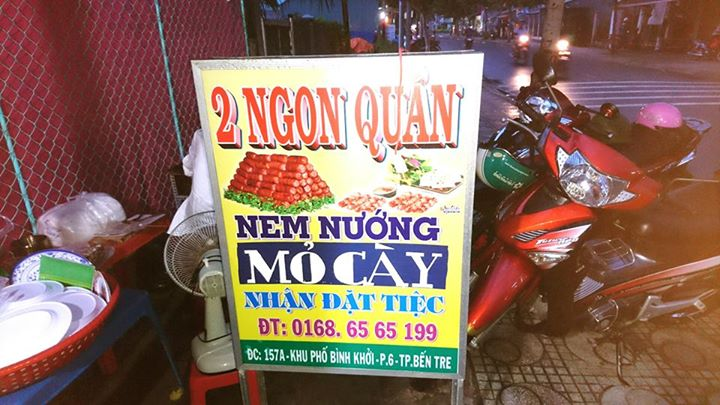 2 NGON QUÁN
NEM NƯỚNG
MỎ CÀY
NHẬN ĐẶT TIỆC
ĐT: 0168. 65 65 199
ĐC: 157A-KHU PHỐ BÌNH KHỞI-P.6-TP.BẾN TRE